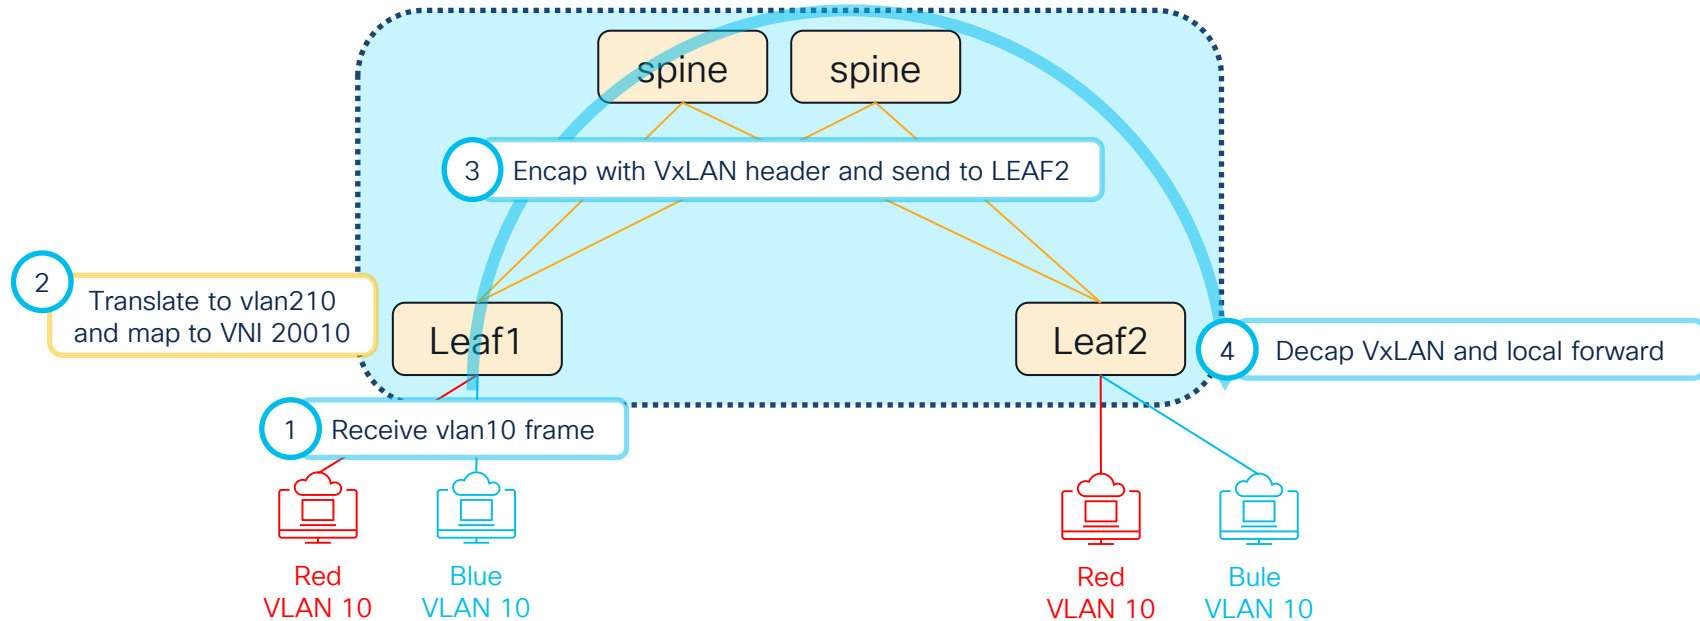 spine
spine
3
Encap with VxLAN header and send to LEAF2
2
Translate to vlan210
and map to VNI 20010
Leaf1
Leaf2
4
Decap VxLAN and local forward
1
Receive vlan10 frame
Red
VLAN 10
Blue
VLAN 10
Red
VLAN 10
Bule
VLAN 10